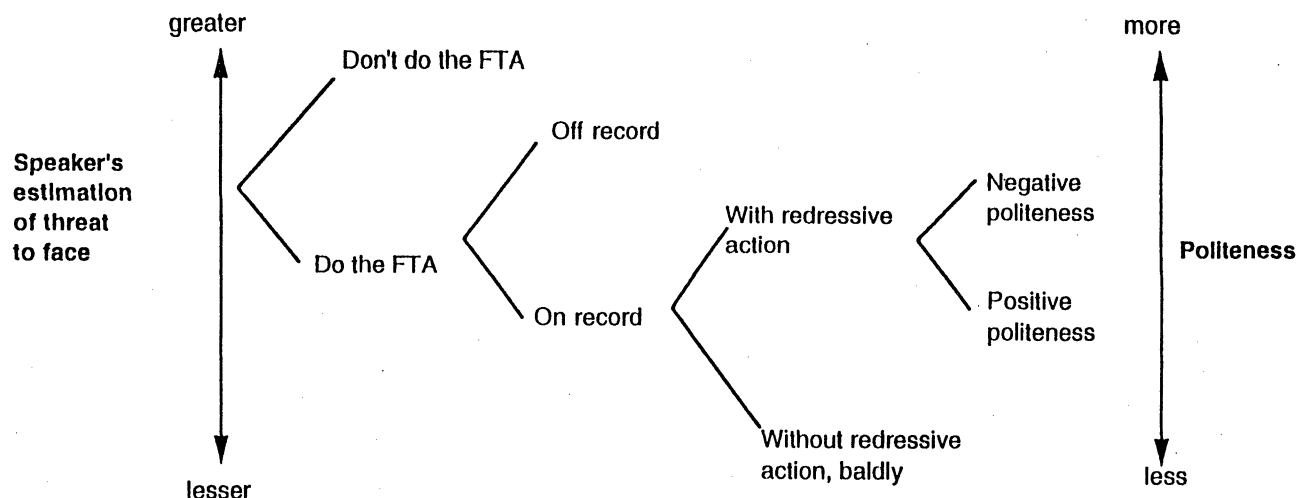 greater
more
Don't do the FTA
Off record
Speaker's
estimation
of threat
to face
Negative
politeness
With redressive
action
Politeness
Do the FTA
On record
Positive
politeness
Without redressive
action, baldly
lesser
less